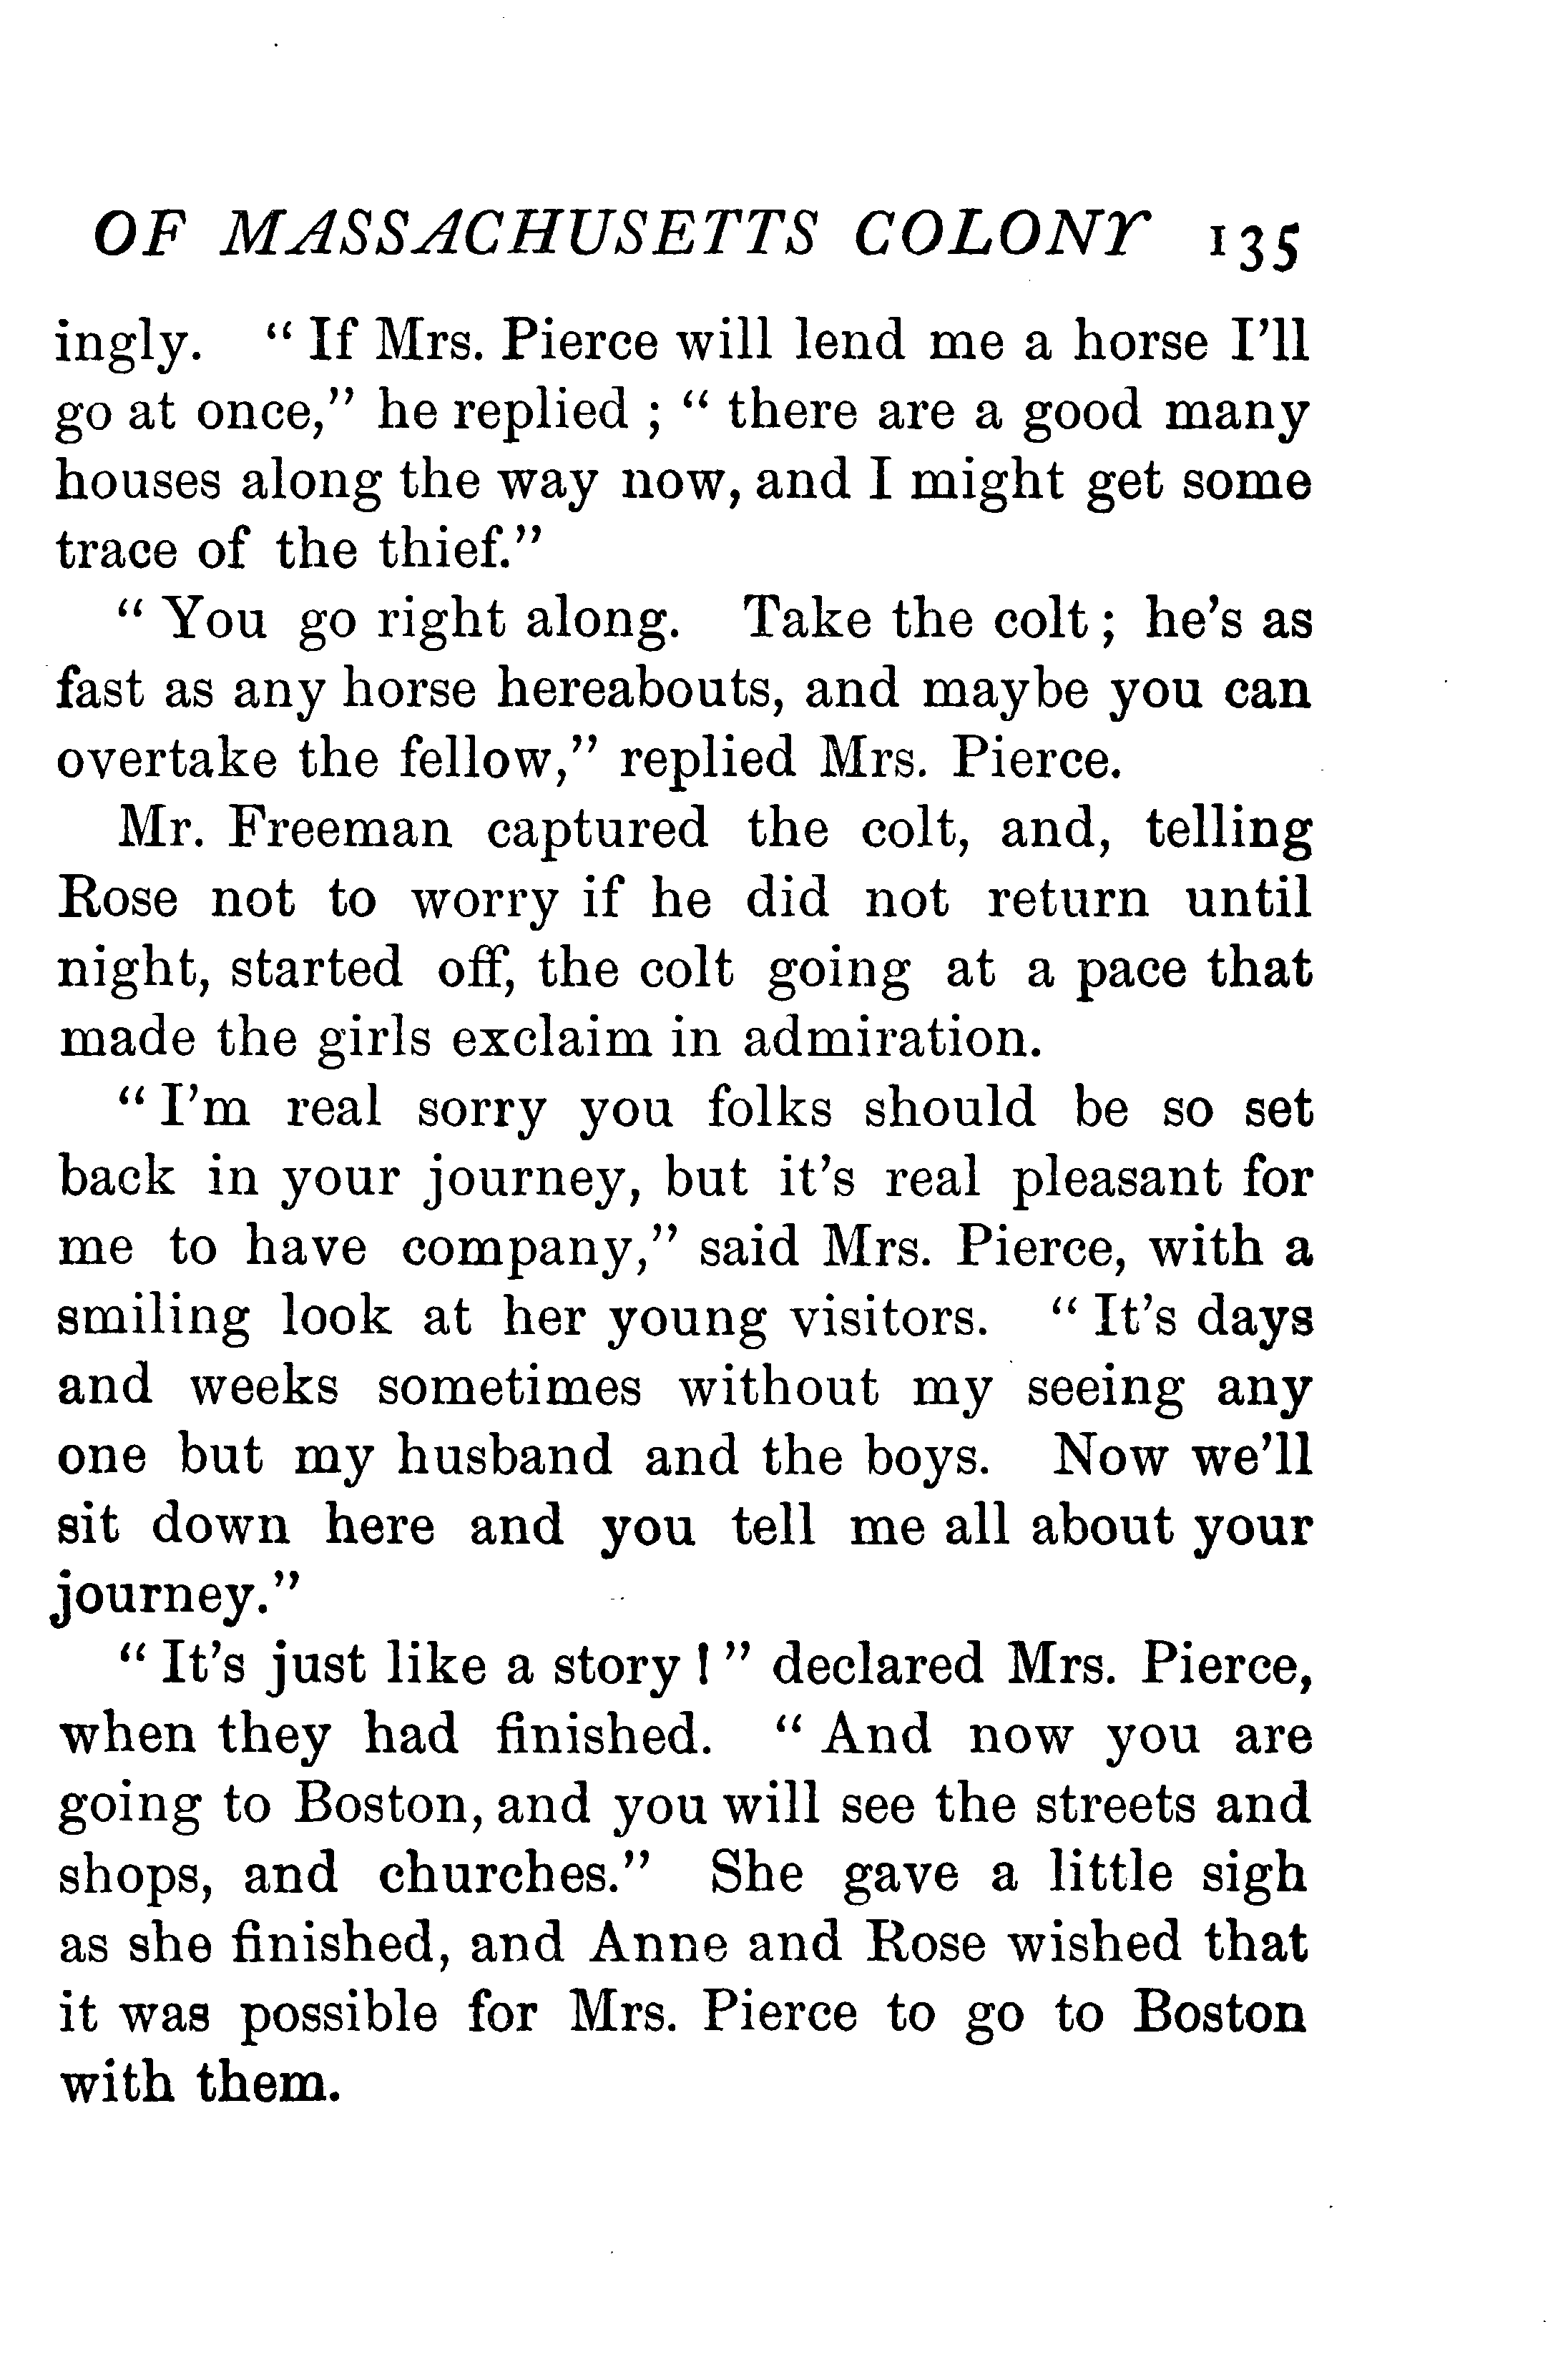 OF MASSACHUSETTS COLONY 135
ingly. “ If Mrs. Pierce will lend me a horse I’ll
go at once,” he replied ; “ there are a good many
houses along the way now, and I might get some
trace of the thief.”
“ You go right along. Take the colt ; he’s as
fast as any horse hereabouts, and maybe you can
overtake the fellow,” replied Mrs. Pierce.
Mr. Freeman captured the colt, and, telling
Rose not to worry if he did not return until
night, started off, the colt going at a pace that
made the girls exclaim in admiration.
“ I’m real sorry you folks should be so set
back in your journey, but it’s real pleasant for
me to have company,” said Mrs. Pierce, with a
smiling look at her young visitors. “ It’s days
and weeks sometimes without my seeing any
one but my husband and the boys. Now we’ll
sit down here and you tell me all about your
journey.”
“ It’s just like a story ! ” declared Mrs. Pierce,
when they had finished. “ And now you are
going to Boston, and you will see the streets and
shops, and churches.” She gave a little sigh
as she finished, and Anne and Rose wished that
it was possible for Mrs. Pierce to go to Boston
with them.